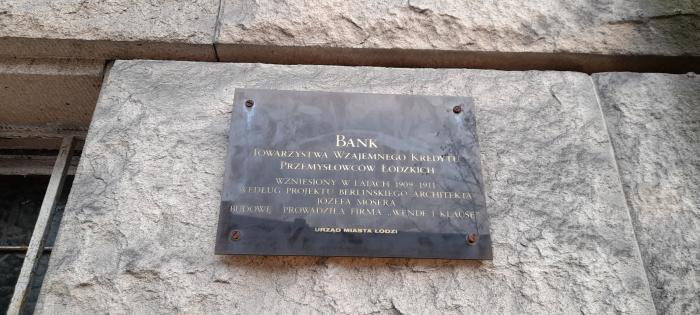 BANK
TOWARZYSTWA WZAJEMNEGO KREDYTU
PRZEMYSŁOWCÓW ŁÓDZKICH
WZNIESIONY W LATACH 1909-1911
WEDŁUG PROJEKTU BERLIŃSKIEGO ARCHITEKTA
JÓZEFA MOSERA
BUDOWĘ PROWADZIŁA FIRMA „WENDE I KLAUSE"
URZĄD MIASTA ŁODZI